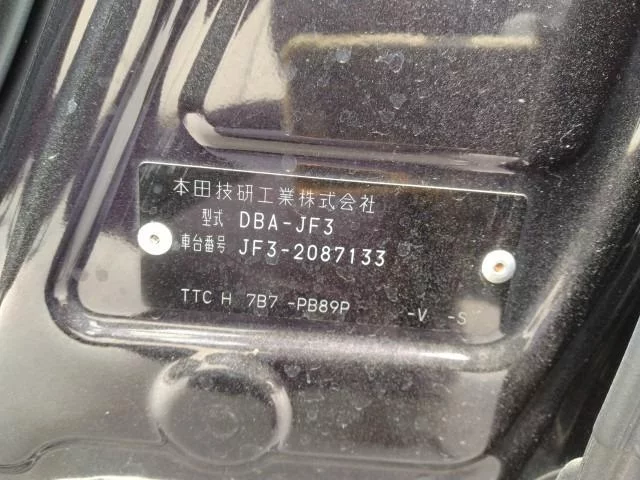 本田技研工業株式会社
型式 DBA-JF3
車台番号 JF3-2087133
TTC H 7B7 -PB89P -V -S